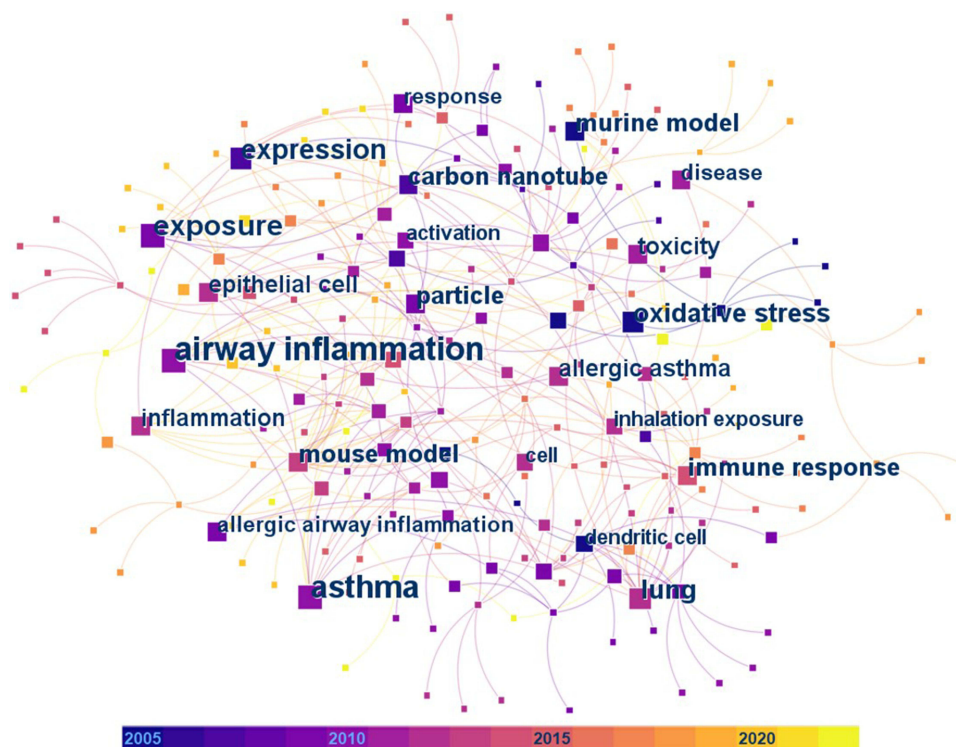 response
murine model
expression
carbon nanotube
disease
exposure
activation
toxicity
epithelial cell
particle
oxidative stress
airway inflammation
allergic asthma
inflammation
inhalation exposure
mouse model
cell
immune response
allergic airway inflammation
dendritic cell
asthma
lung
2005 2010 2015 2020